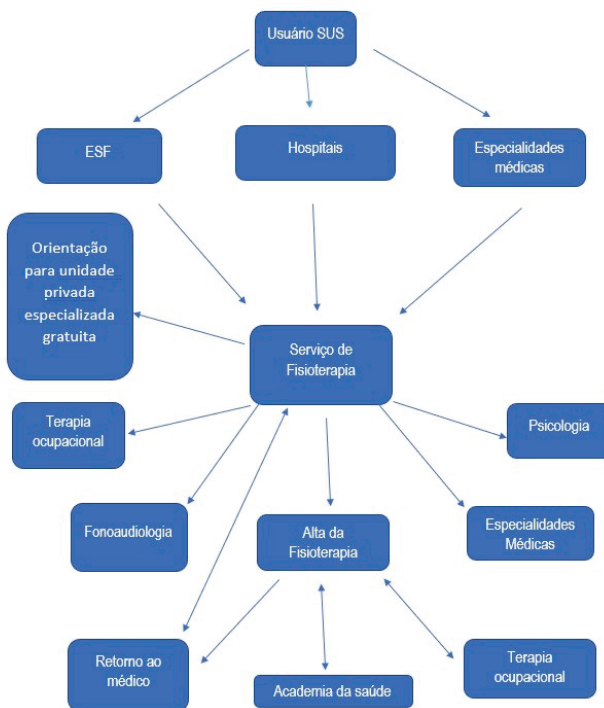 Usuário SUS
ESF
Hospitais
Especialidades
médicas
Orientação
para unidade
privada
especializada
gratuita
Serviço de
Fisioterapia
Terapia
ocupacional
Psicologia
Fonoaudiologia
Alta da
Fisioterapia
Especialidades
Médicas
Retorno ao
médico
Academia da saúde
Terapia
ocupacional